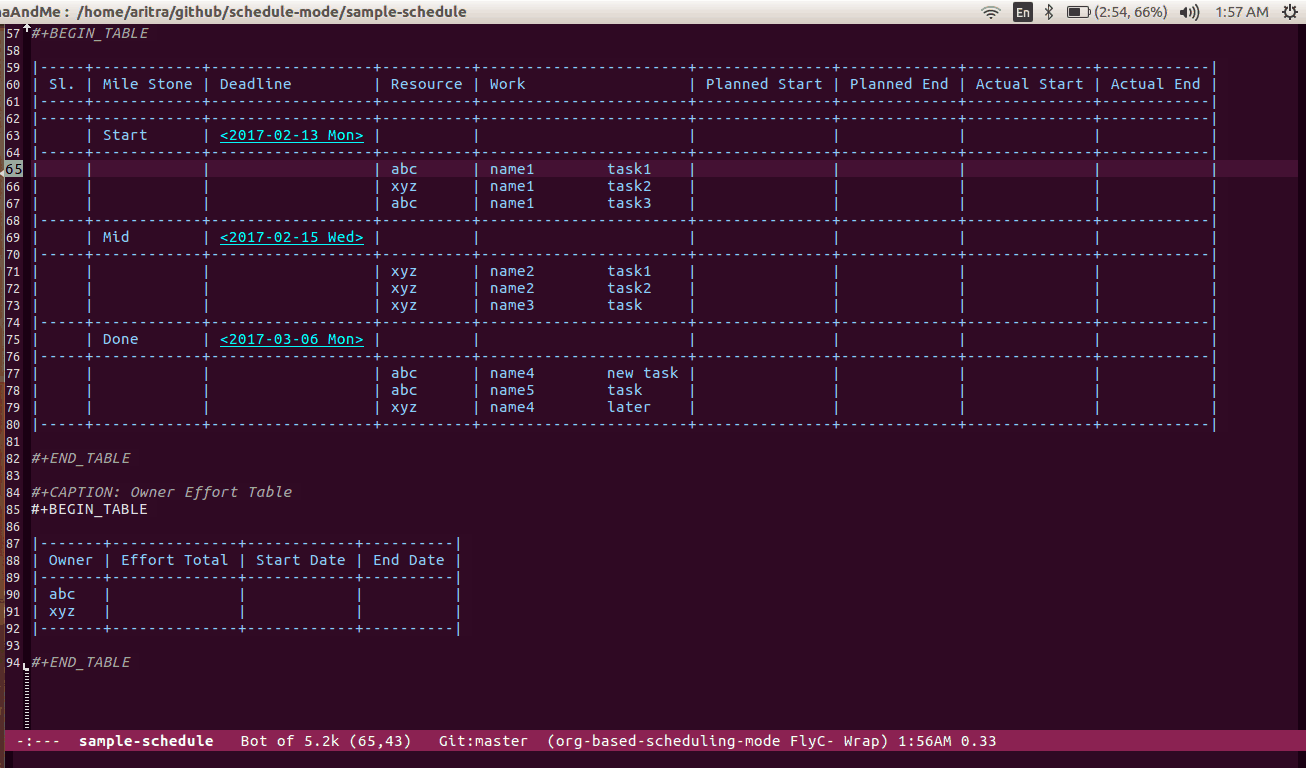 naAndMe : /home/aritra/github/schedule-mode/sample-schedule En (2:54, 66%) 1:57 AM
57 #+BEGIN_TABLE
58
59 |-----+------------+------------------+----------+-----------------------+---------------+-------------+--------------+------------|
60 | Sl. | Mile Stone | Deadline         | Resource | Work                  | Planned Start | Planned End | Actual Start | Actual End |
61 |-----+------------+------------------+----------+-----------------------+---------------+-------------+--------------+------------|
62 |-----+------------+------------------+----------+-----------------------+---------------+-------------+--------------+------------|
63 |     | Start      | <2017-02-13 Mon> |          |                       |               |             |              |            |
64 |-----+------------+------------------+----------+-----------------------+---------------+-------------+--------------+------------|
65 |     |            |                  | abc      | name1        task1    |               |             |              |            |
66 |     |            |                  | xyz      | name1        task2    |               |             |              |            |
67 |     |            |                  | abc      | name1        task3    |               |             |              |            |
68 |-----+------------+------------------+----------+-----------------------+---------------+-------------+--------------+------------|
69 |     | Mid        | <2017-02-15 Wed> |          |                       |               |             |              |            |
70 |-----+------------+------------------+----------+-----------------------+---------------+-------------+--------------+------------|
71 |     |            |                  | xyz      | name2        task1    |               |             |              |            |
72 |     |            |                  | xyz      | name2        task2    |               |             |              |            |
73 |     |            |                  | xyz      | name3        task     |               |             |              |            |
74 |-----+------------+------------------+----------+-----------------------+---------------+-------------+--------------+------------|
75 |     | Done       | <2017-03-06 Mon> |          |                       |               |             |              |            |
76 |-----+------------+------------------+----------+-----------------------+---------------+-------------+--------------+------------|
77 |     |            |                  | abc      | name4        new task |               |             |              |            |
78 |     |            |                  | abc      | name5        task     |               |             |              |            |
79 |     |            |                  | xyz      | name4        later    |               |             |              |            |
80 |-----+------------+------------------+----------+-----------------------+---------------+-------------+--------------+------------|
81
82 #+END_TABLE
83
84 #+CAPTION: Owner Effort Table
85 #+BEGIN_TABLE
86
87 |-------+--------------+------------+----------|
88 | Owner | Effort Total | Start Date | End Date |
89 |-------+--------------+------------+----------|
90 | abc   |              |            |          |
91 | xyz   |              |            |          |
92 |-------+--------------+------------+----------|
93
94 #+END_TABLE
-:--- sample-schedule Bot of 5.2k (65,43) Git:master (org-based-scheduling-mode FlyC- Wrap) 1:56AM 0.33